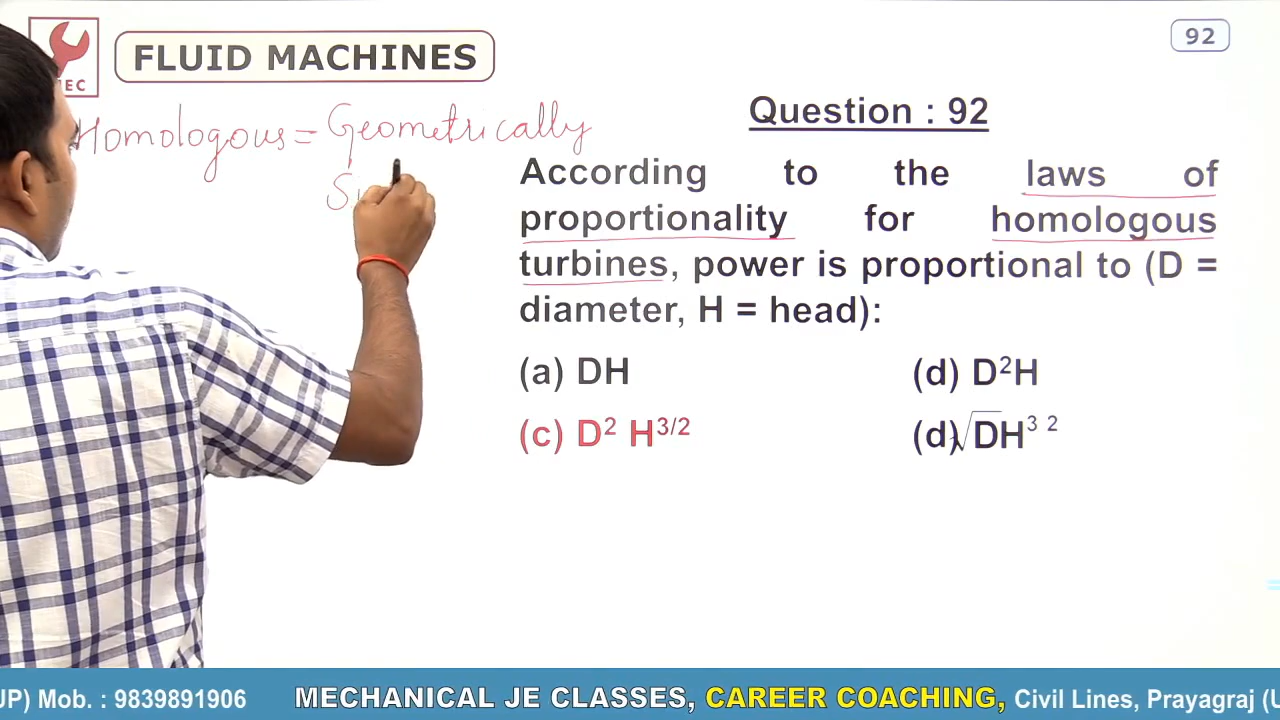 FLUID MACHINES
92
EC
Homologous = Geometrically
Question : 92
According to the laws of
proportionality for homologous
turbines, power is proportional to (D =
diameter, H = head):
(a) DH
(d) D²H
(c) D² H³/²
(d) √DH³ ²
JP) Mob. : 9839891906 MECHANICAL JE CLASSES, CAREER COACHING, Civil Lines, Prayagraj (U